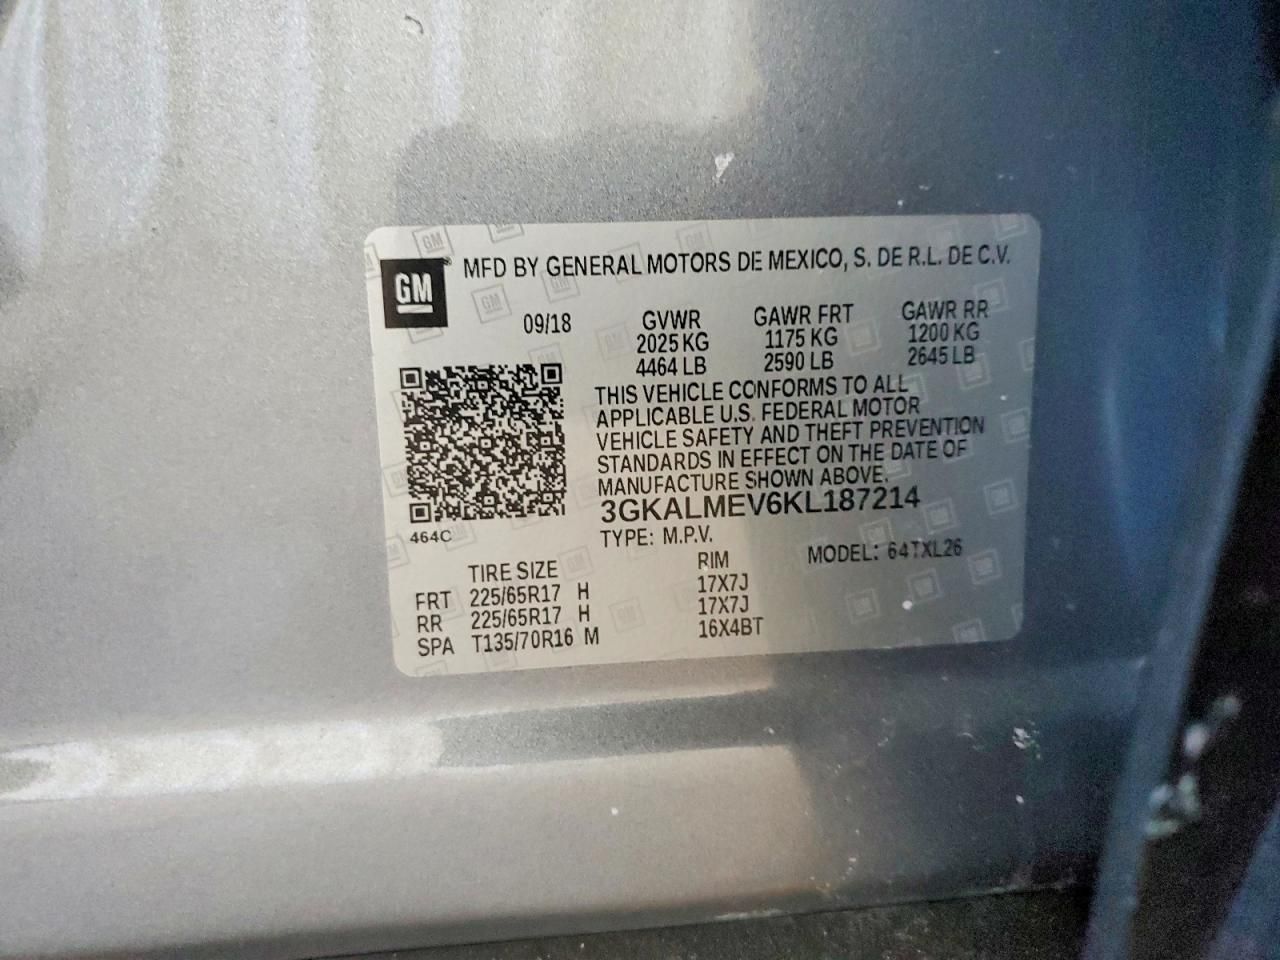 GM
MFD BY GENERAL MOTORS DE MEXICO, S. DE R.L. DE C.V.
09/18 GVWR GAWR FRT GAWR RR
2025 KG 1175 KG 1200 KG
4464 LB 2590 LB 2645 LB
THIS VEHICLE CONFORMS TO ALL
APPLICABLE U.S. FEDERAL MOTOR
VEHICLE SAFETY AND THEFT PREVENTION
STANDARDS IN EFFECT ON THE DATE OF
MANUFACTURE SHOWN ABOVE.
3GKALMEV6KL187214
464C
TYPE: M.P.V. MODEL: 64TXL26
TIRE SIZE RIM
FRT 225/65R17 H 17X7J
RR 225/65R17 H 17X7J
SPA T135/70R16 M 16X4BT